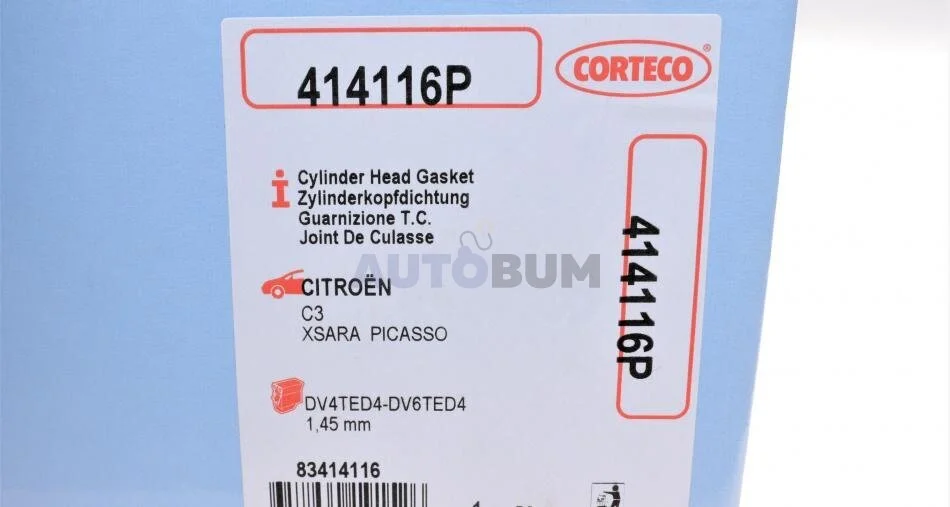 414116P
CORTECO®
Cylinder Head Gasket
Zylinderkopfdichtung
Guarnizione T.C.
Joint De Culasse
AUTOBUM
CITROËN
C3
XSARA PICASSO
414116P
DV4TED4-DV6TED4
1,45 mm
83414116